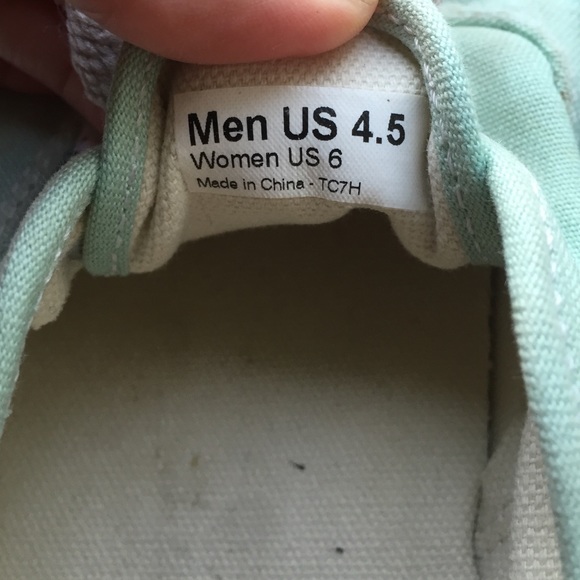 Men US 4.5
Women US 6
Made in China - TC7H